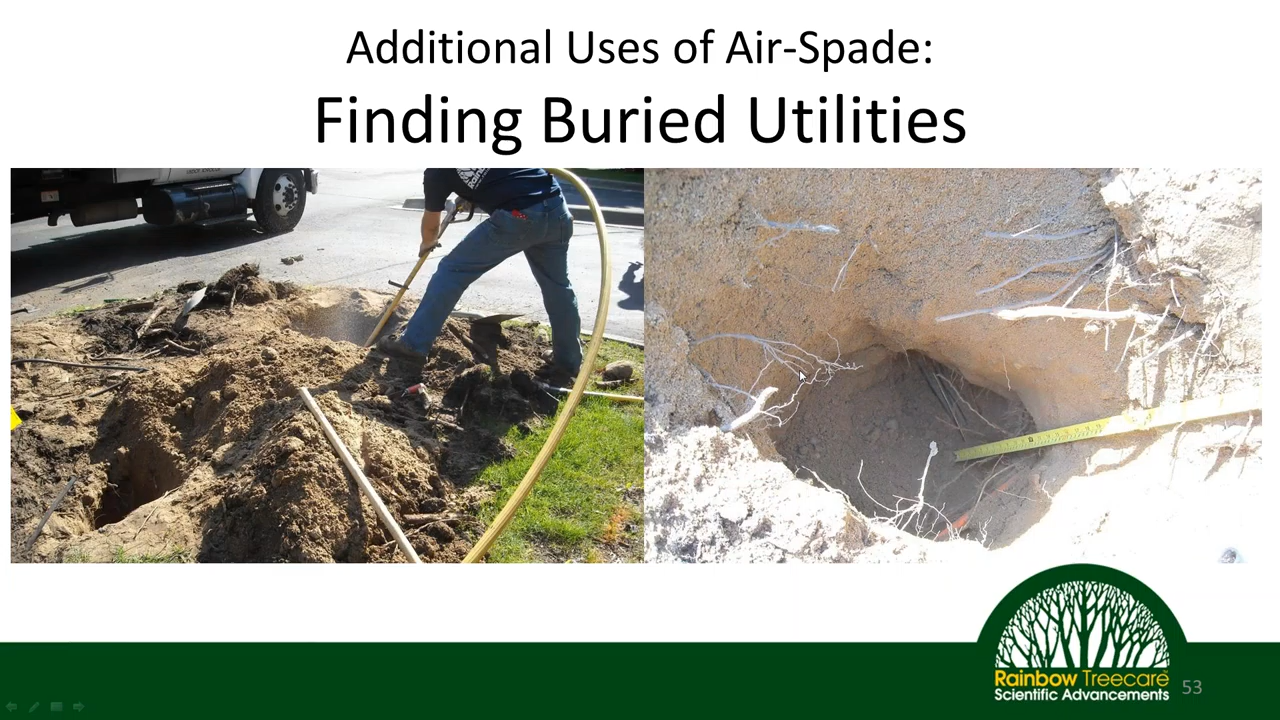 Additional Uses of Air-Spade:
Finding Buried Utilities
Rainbow Treecare
Scientific Advancements
53